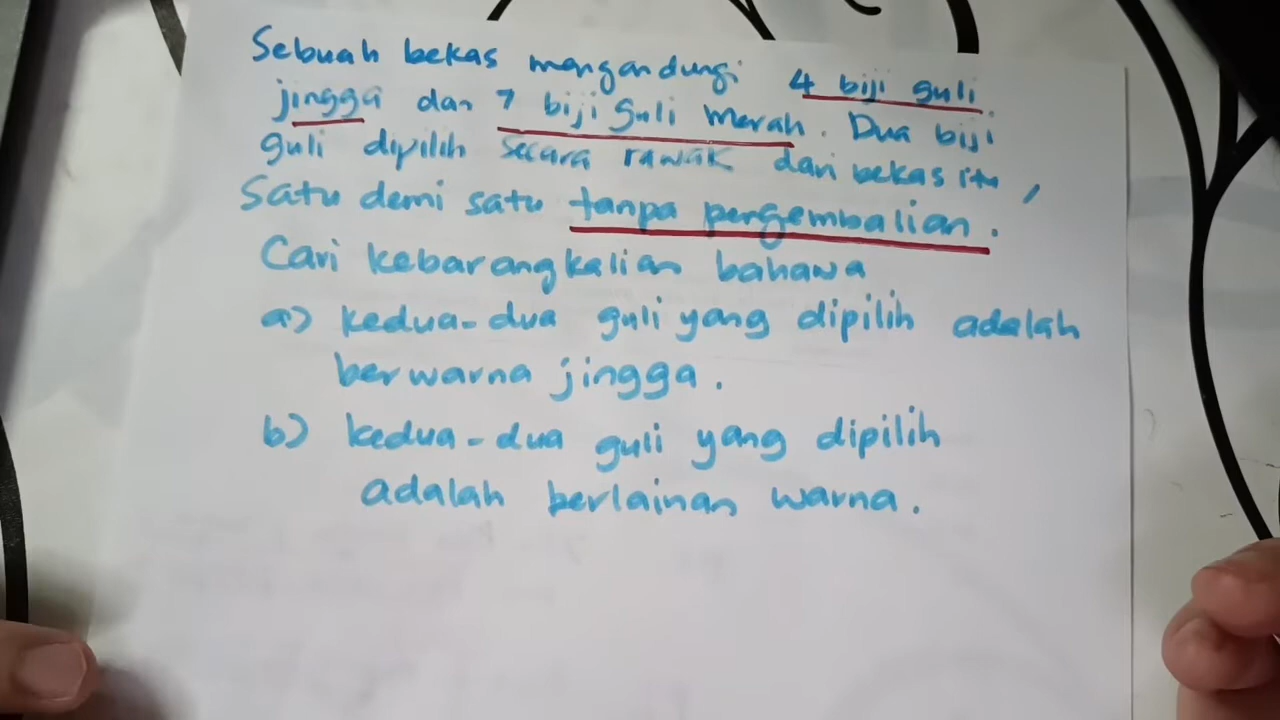 Sebuah bekas mengandungi 4 biji guli
jingga dan 7 biji guli merah. Dua biji
guli dipilih secara rawak dari bekas itu,
Satu demi satu tanpa pengembalian.
Cari kebarangkalian bahawa
a) kedua-dua guli yang dipilih adalah
berwarna jingga.
b) kedua-dua guli yang dipilih
adalah berlainan warna.